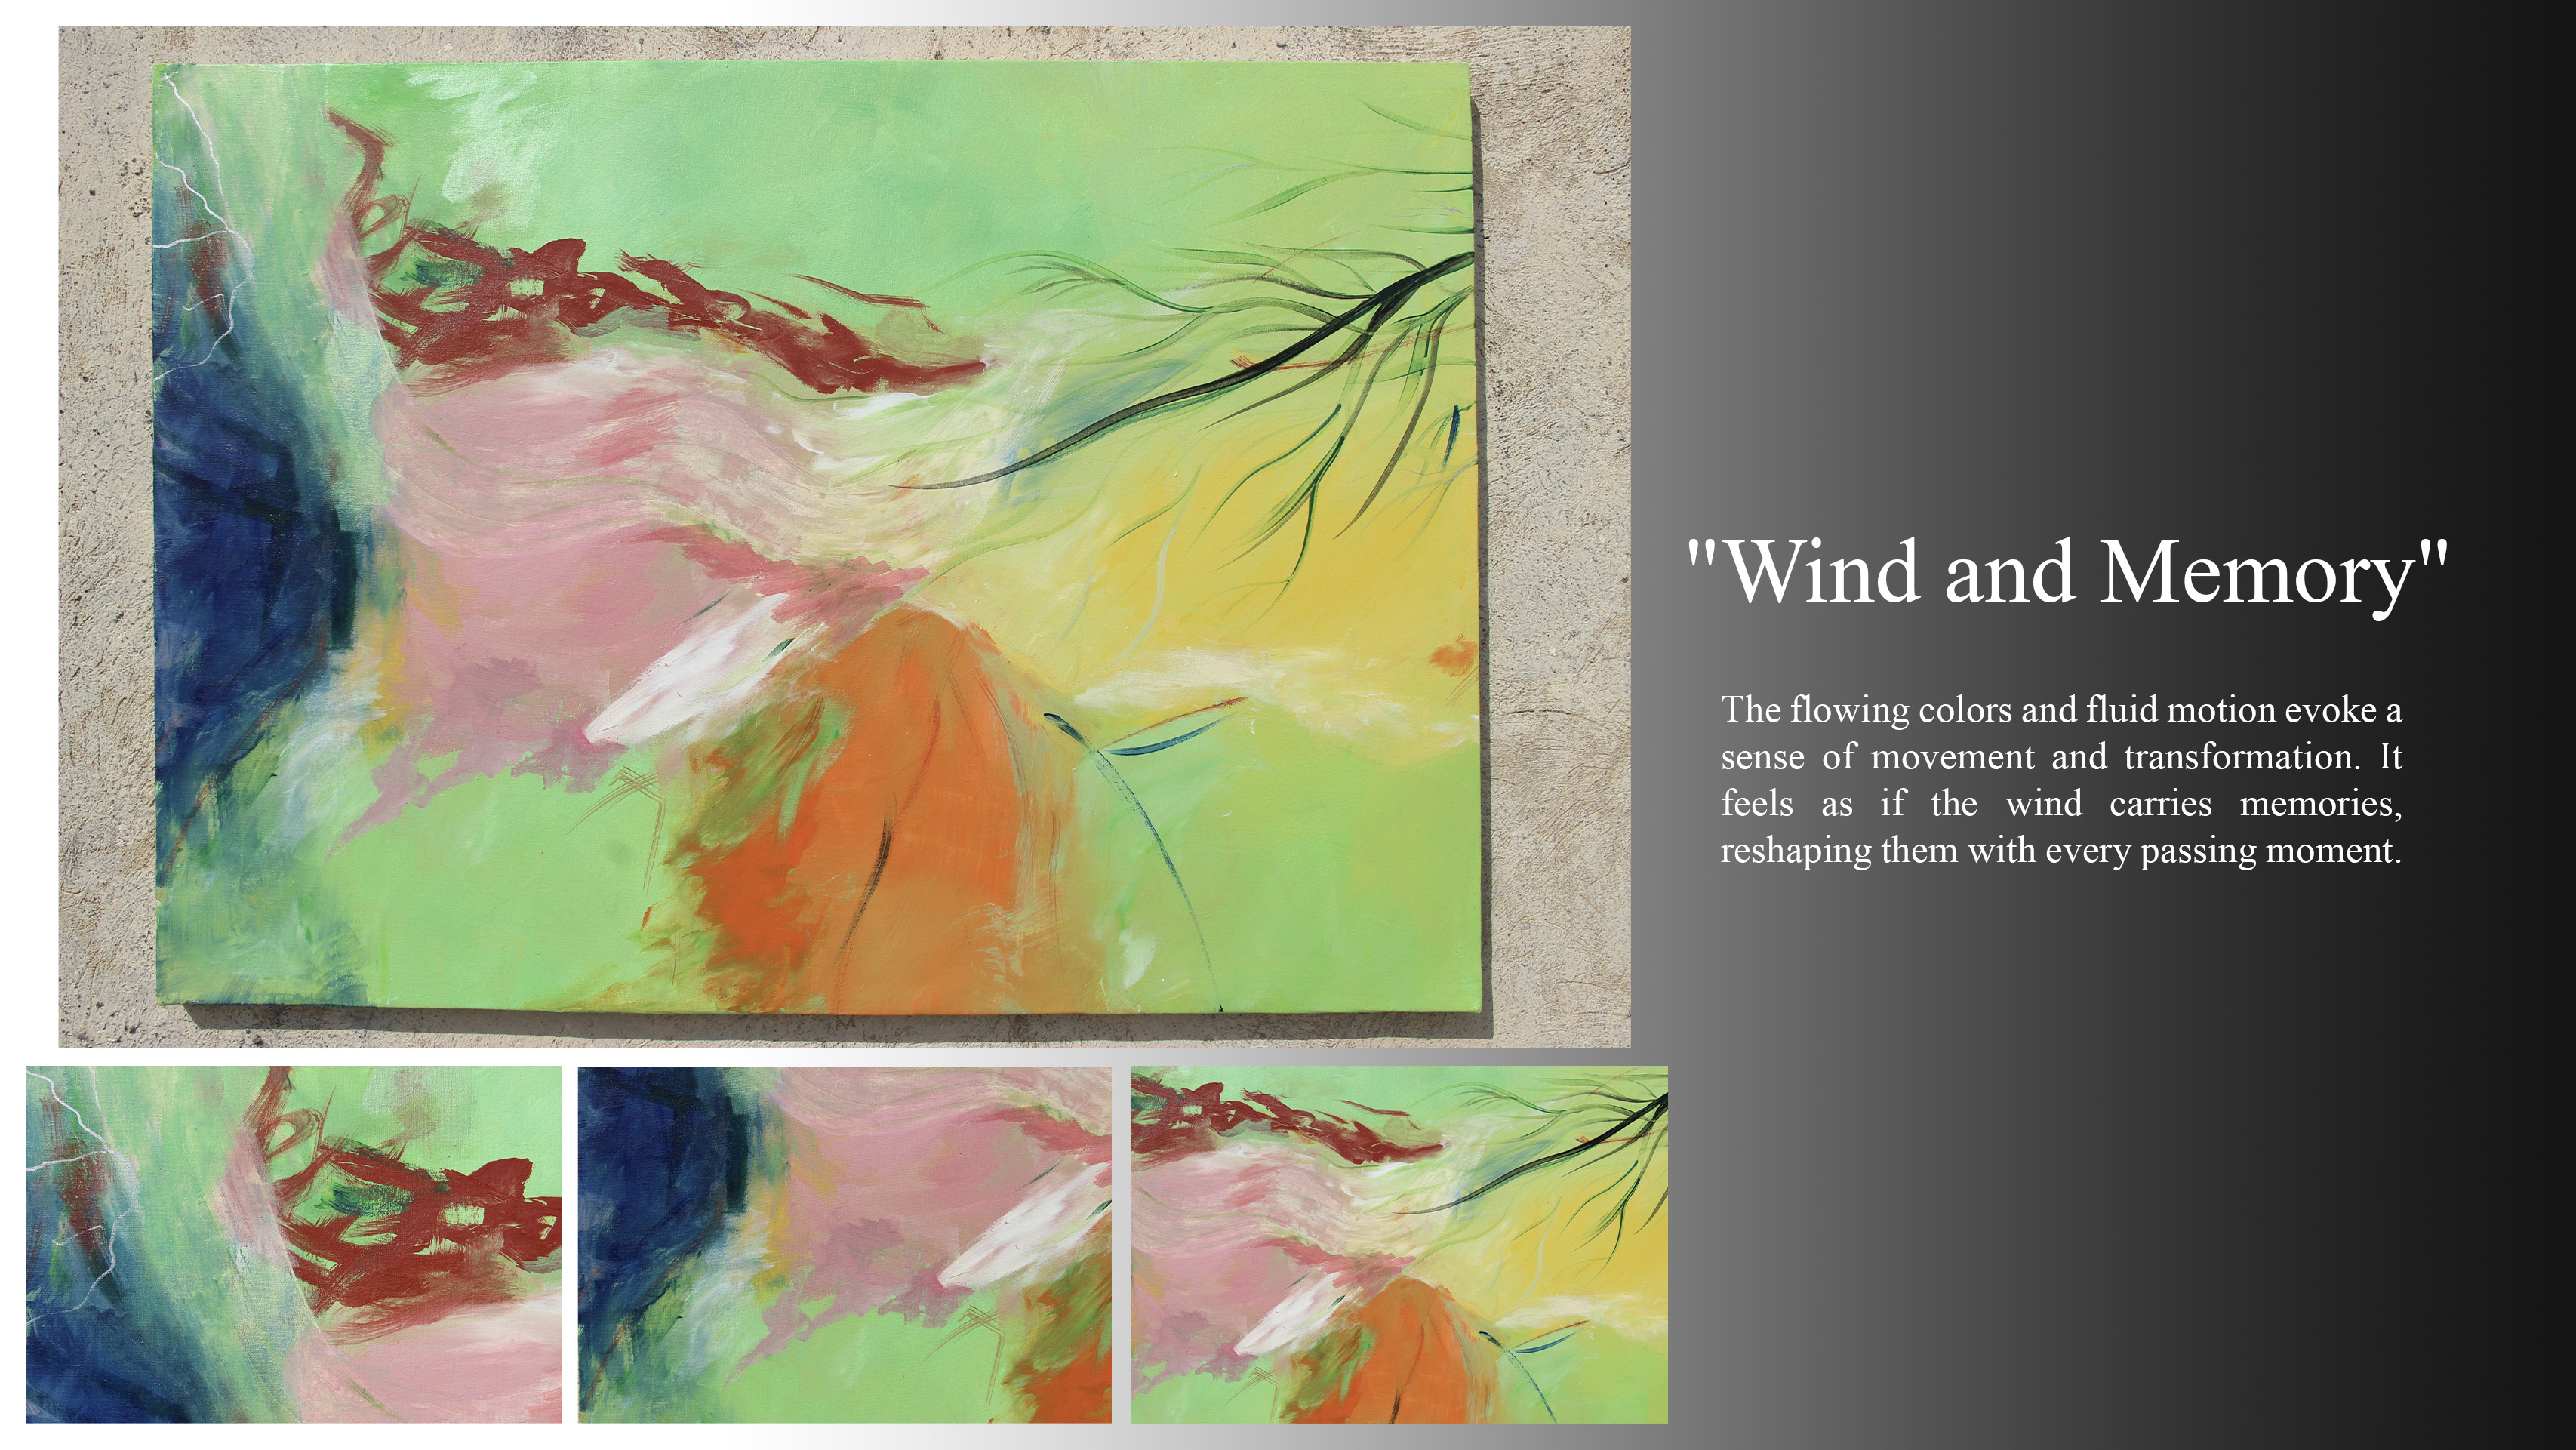 "Wind and Memory"
The flowing colors and fluid motion evoke a
sense of movement and transformation. It
feels as if the wind carries memories,
reshaping them with every passing moment.